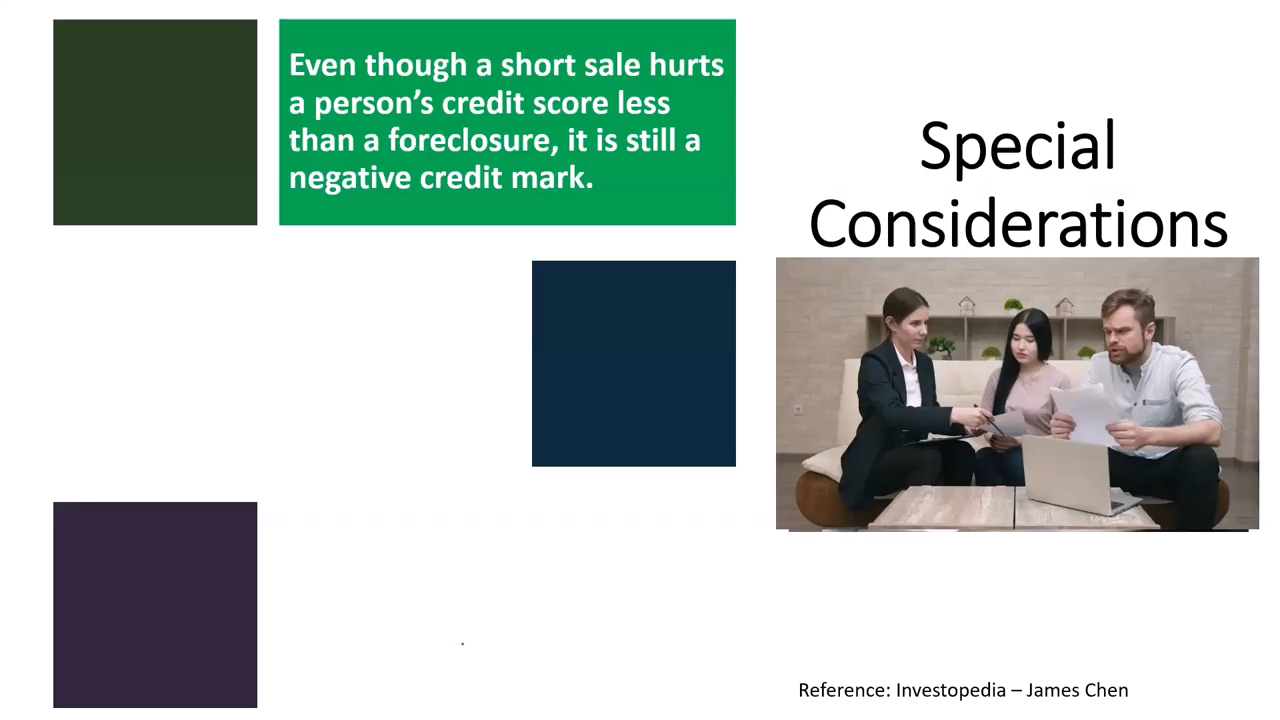 Even though a short sale hurts
a person’s credit score less
than a foreclosure, it is still a
negative credit mark.
Special
Considerations
Reference: Investopedia – James Chen